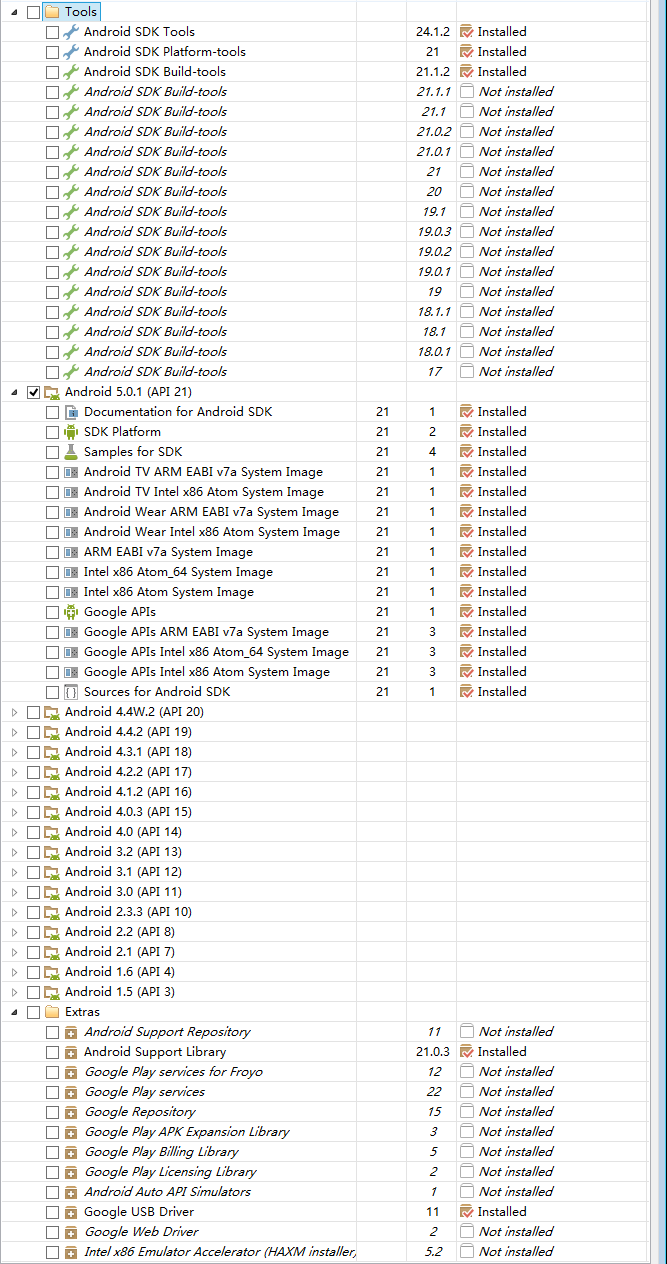 Tools
Android SDK Tools 24.1.2 Installed
Android SDK Platform-tools 21 Installed
Android SDK Build-tools 21.1.2 Installed
Android SDK Build-tools 21.1.1 Not installed
Android SDK Build-tools 21.1 Not installed
Android SDK Build-tools 21.0.2 Not installed
Android SDK Build-tools 21.0.1 Not installed
Android SDK Build-tools 21 Not installed
Android SDK Build-tools 20 Not installed
Android SDK Build-tools 19.1 Not installed
Android SDK Build-tools 19.0.3 Not installed
Android SDK Build-tools 19.0.2 Not installed
Android SDK Build-tools 19.0.1 Not installed
Android SDK Build-tools 19 Not installed
Android SDK Build-tools 18.1.1 Not installed
Android SDK Build-tools 18.1 Not installed
Android SDK Build-tools 18.0.1 Not installed
Android SDK Build-tools 17 Not installed
Android 5.0.1 (API 21)
Documentation for Android SDK 21 1 Installed
SDK Platform 21 2 Installed
Samples for SDK 21 4 Installed
Android TV ARM EABI v7a System Image 21 1 Installed
Android TV Intel x86 Atom System Image 21 1 Installed
Android Wear ARM EABI v7a System Image 21 1 Installed
Android Wear Intel x86 Atom System Image 21 1 Installed
ARM EABI v7a System Image 21 1 Installed
Intel x86 Atom_64 System Image 21 1 Installed
Intel x86 Atom System Image 21 1 Installed
Google APIs 21 1 Installed
Google APIs ARM EABI v7a System Image 21 3 Installed
Google APIs Intel x86 Atom_64 System Image 21 3 Installed
Google APIs Intel x86 Atom System Image 21 3 Installed
Sources for Android SDK 21 1 Installed
Android 4.4W.2 (API 20)
Android 4.4.2 (API 19)
Android 4.3.1 (API 18)
Android 4.2.2 (API 17)
Android 4.1.2 (API 16)
Android 4.0.3 (API 15)
Android 4.0 (API 14)
Android 3.2 (API 13)
Android 3.1 (API 12)
Android 3.0 (API 11)
Android 2.3.3 (API 10)
Android 2.2 (API 8)
Android 2.1 (API 7)
Android 1.6 (API 4)
Android 1.5 (API 3)
Extras
Android Support Repository 11 Not installed
Android Support Library 21.0.3 Installed
Google Play services for Froyo 12 Not installed
Google Play services 22 Not installed
Google Repository 15 Not installed
Google Play APK Expansion Library 3 Not installed
Google Play Billing Library 5 Not installed
Google Play Licensing Library 2 Not installed
Android Auto API Simulators 1 Not installed
Google USB Driver 11 Installed
Google Web Driver 2 Not installed
Intel x86 Emulator Accelerator (HAXM installer) 5.2 Not installed